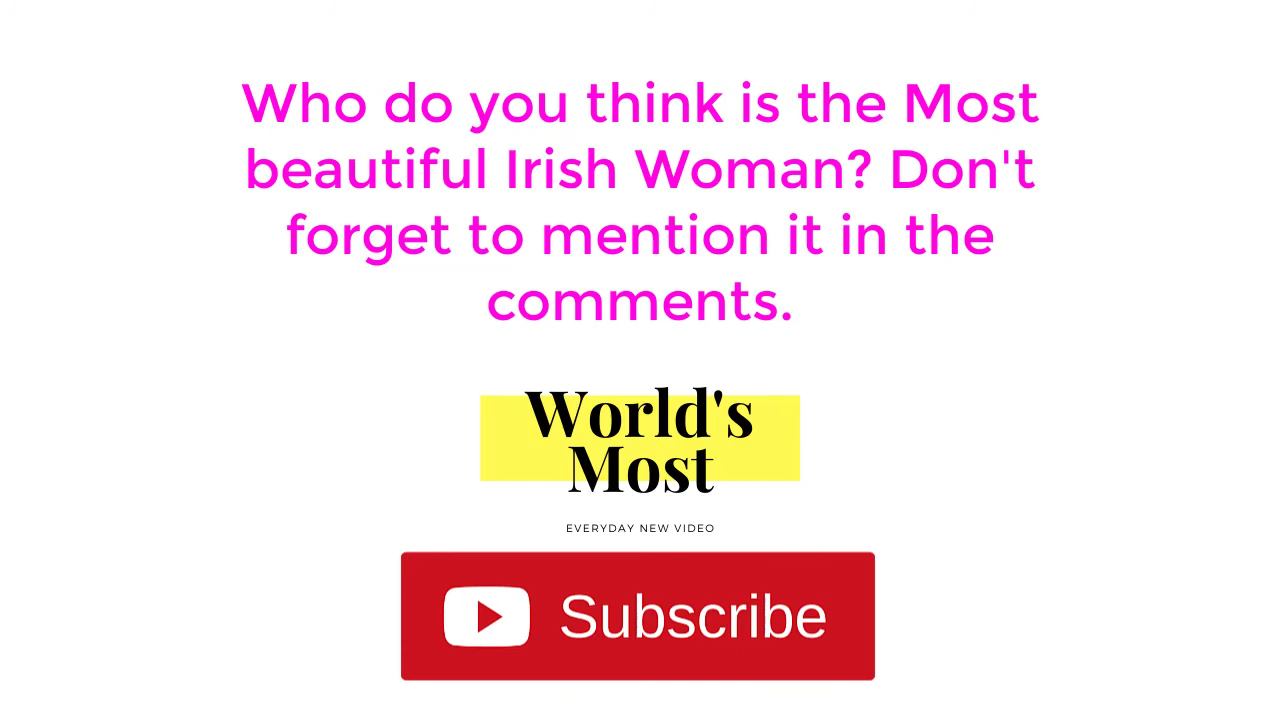 Who do you think is the Most
beautiful Irish Woman? Don't
forget to mention it in the
comments.
World's
Most
EVERYDAY NEW VIDEO
Subscribe